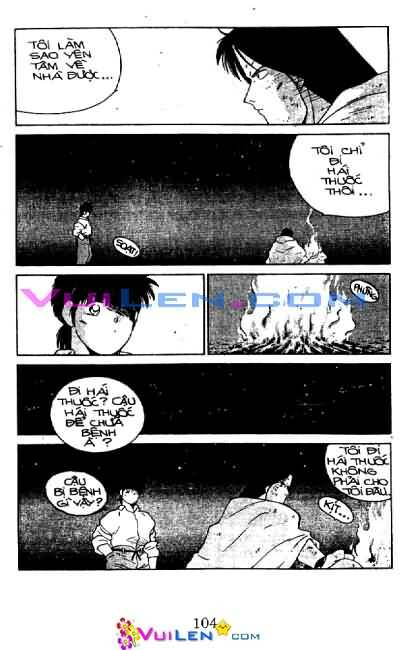 TÔI LÀM
SAO YÊN
TÂM VỀ
NHÀ ĐƯỢC...
TÔI CHỈ
ĐI
HÁI
THUỐC
THÔI...
SOẠT!
VUILEN.COM
PHỪNG
ĐI HÁI
THUỐC? CẬU
HÁI THUỐC
ĐỂ CHỮA
BỆNH
À?
TÔI ĐI
HÁI THUỐC
KHÔNG
PHẢI CHO
TÔI ĐÂU...
CẬU
BỊ BỆNH
GÌ VẬY?
KÍT...
104
VUILEN.COM